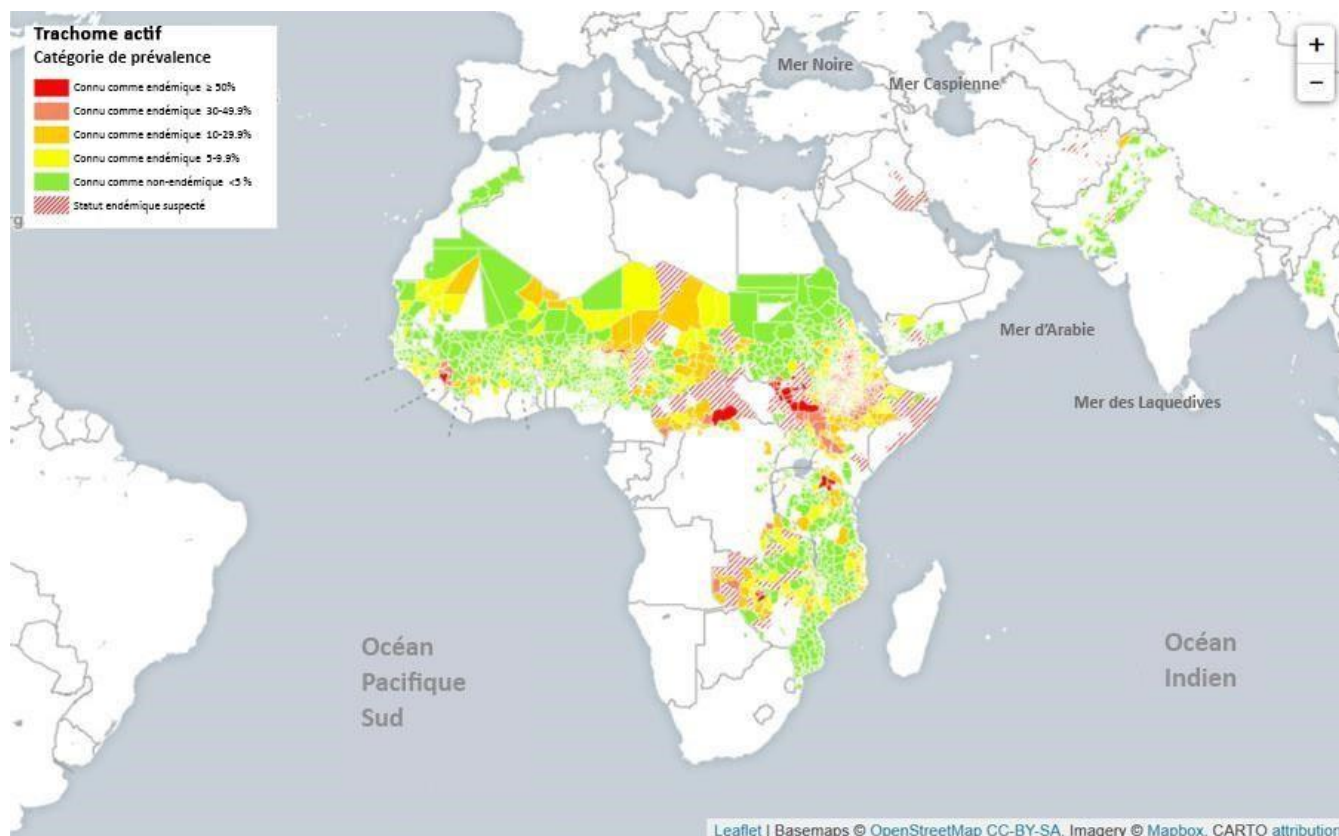 Trachome actif
Catégorie de prévalence
Connu comme endémique ≥ 50%
Connu comme endémique 30-49.9%
Connu comme endémique 10-29.9%
Connu comme endémique 5-9.9%
Connu comme non-endémique <5 %
Statut endémique suspecté
g
+
−
Mer Noire
Mer Caspienne
Mer d'Arabie
Mer des Laquedives
Océan
Pacifique
Sud
Océan
Indien
Leaflet | Basemaps © OpenStreetMap CC-BY-SA, Imagery © Mapbox, CARTO attribution